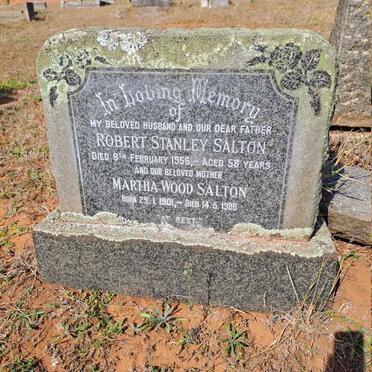 In Loving Memory
of
MY BELOVED HUSBAND AND OUR DEAR FATHER
ROBERT STANLEY SALTON
DIED 8TH FEBRUARY 1956,- AGED 58 YEARS
AND OUR BELOVED MOTHER
MARTHA WOOD SALTON
BORN 29.1.1901,- DIED 14.5.1986
AT REST